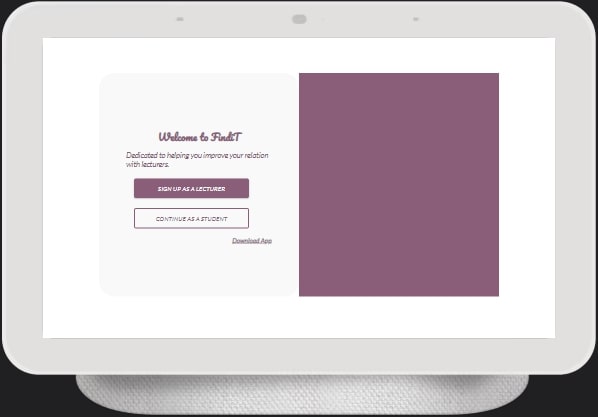 Welcome to FindiT
Dedicated to helping you improve your relation
with lecturers.
SIGN UP AS A LECTURER
CONTINUE AS A STUDENT
Download App